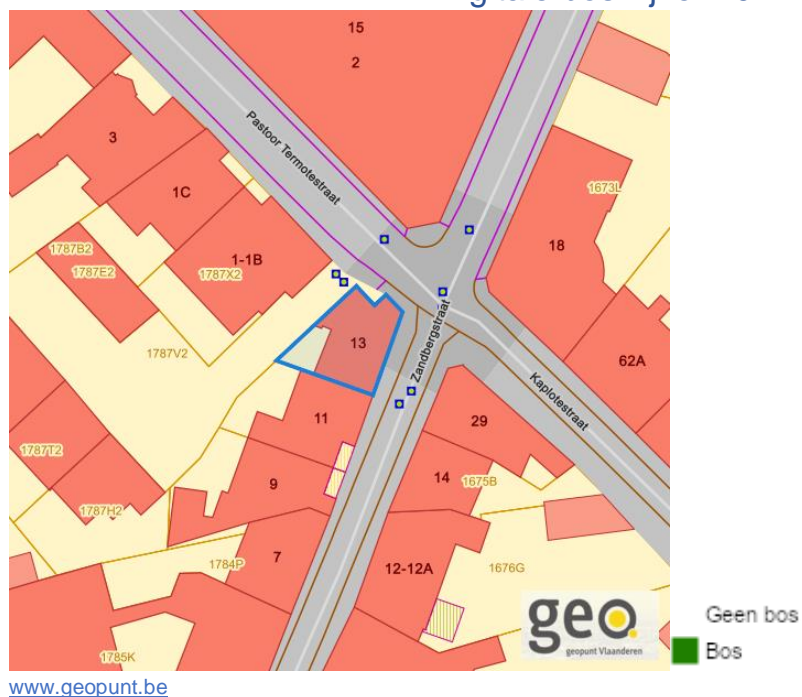 15
2
Pastoor Termotestraat
3
1C
1673L
18
1787B2
1787E2
1-1B
1787X2
13
Zandbergstraat
1787V2
62A
Kaplotestraat
11
29
1787T2
9
14
1675B
1787H2
7
1784P
12-12A
1676G
geo
geopunt Vlaanderen
Geen bos
Bos
1785K
www.geopunt.be